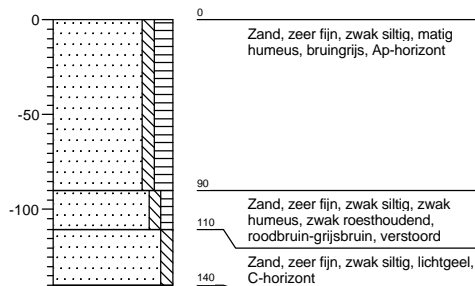 0
-50
-100
0
Zand, zeer fijn, zwak siltig, matig
humeus, bruingrijs, Ap-horizont
90
Zand, zeer fijn, zwak siltig, zwak
humeus, zwak roesthoudend,
roodbruin-grijsbruin, verstoord
110
Zand, zeer fijn, zwak siltig, lichtgeel,
C-horizont
140